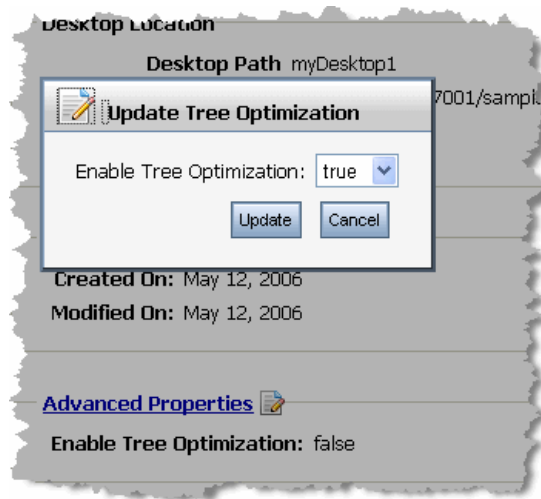 Desktop Location
Desktop Path myDesktop1
7001/sampl
Update Tree Optimization
Enable Tree Optimization: true
Update Cancel
Created On: May 12, 2006
Modified On: May 12, 2006
Advanced Properties
Enable Tree Optimization: false